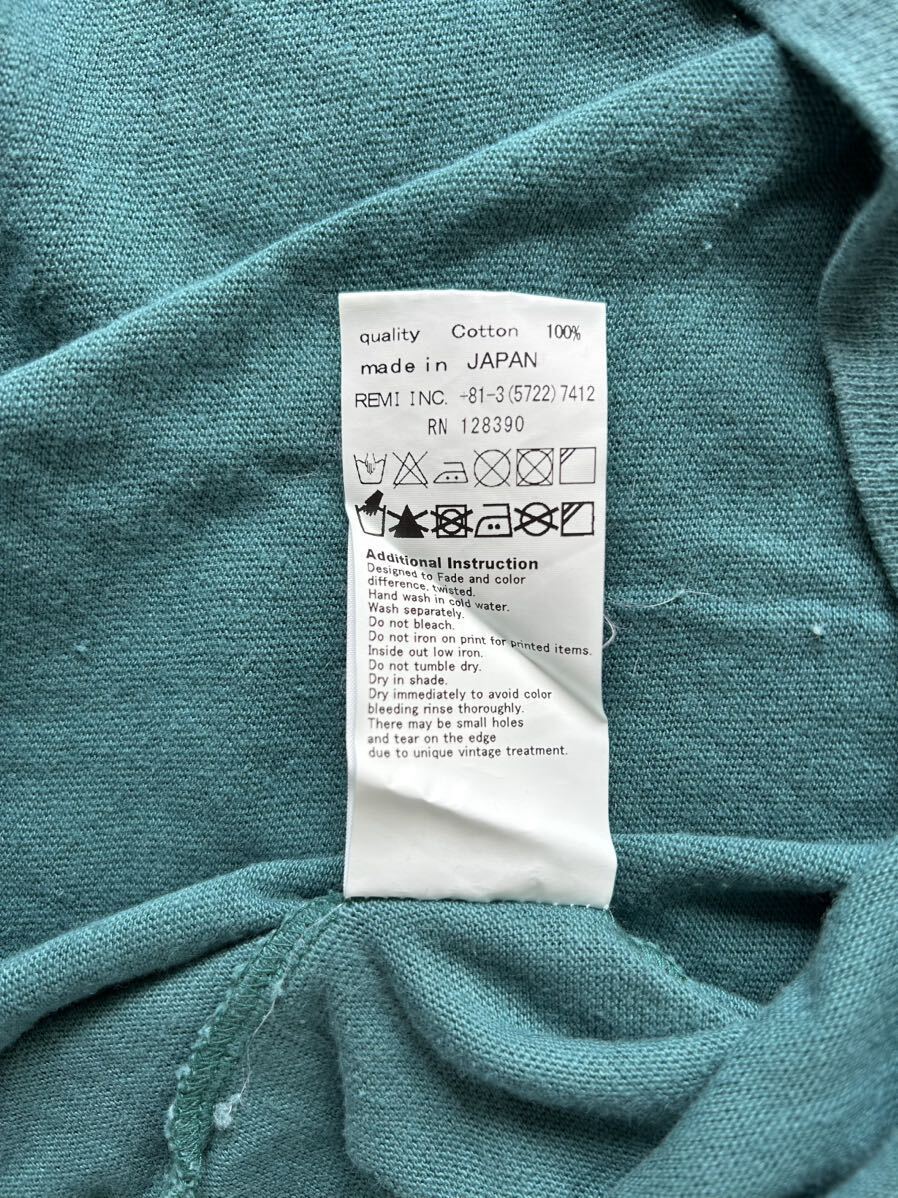 quality Cotton 100%
made in JAPAN
REMI INC. +81-3(5722)7412
RN 128390
Additional Instruction
Designed to Fade and color
difference, twisted.
Hand wash in cold water.
Wash separately.
Do not bleach.
Do not iron on print for printed items.
Inside out low iron.
Do not tumble dry.
Dry in shade.
Dry immediately to avoid color
bleeding rinse thoroughly.
There may be small holes
and tear on the edge
due to unique vintage treatment.